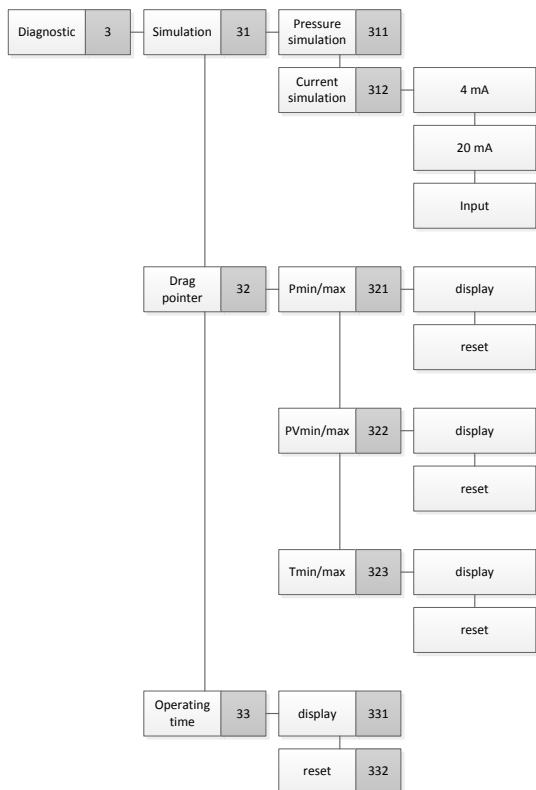 Diagnostic
3
Simulation
31
Pressure
simulation
311
Current
simulation
312
4 mA
20 mA
Input
Drag
pointer
32
Pmin/max
321
display
reset
PVmin/max
322
display
reset
Tmin/max
323
display
reset
Operating
time
33
display
331
reset
332